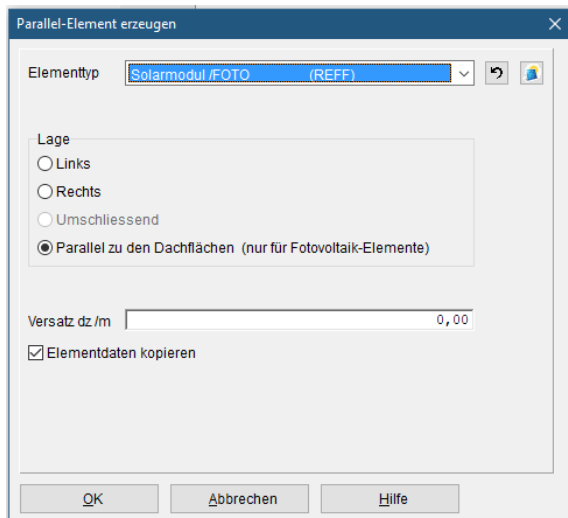 Parallel-Element erzeugen
Elementtyp Solarmodul /FOTO (REFF)
Lage
Links
Rechts
Umschliessend
Parallel zu den Dachflächen (nur für Fotovoltaik-Elemente)
Versatz dz /m 0,00
Elementdaten kopieren
OK Abbrechen Hilfe